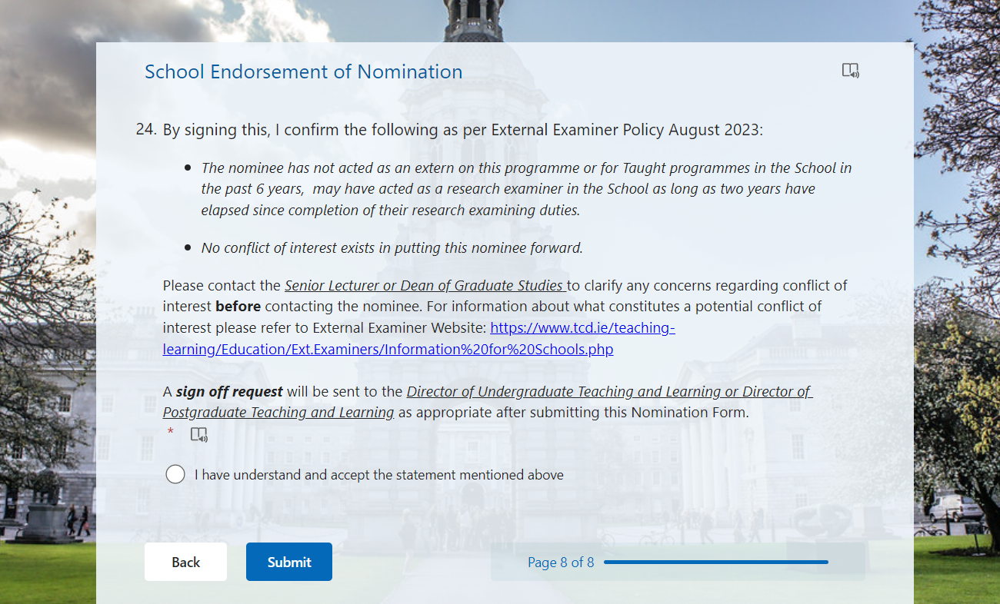 School Endorsement of Nomination
24. By signing this, I confirm the following as per External Examiner Policy August 2023:
• The nominee has not acted as an extern on this programme or for Taught programmes in the School in
the past 6 years,  may have acted as a research examiner in the School as long as two years have
elapsed since completion of their research examining duties.
• No conflict of interest exists in putting this nominee forward.
Please contact the Senior Lecturer or Dean of Graduate Studies to clarify any concerns regarding conflict of
interest before contacting the nominee. For information about what constitutes a potential conflict of
interest please refer to External Examiner Website: https://www.tcd.ie/teaching-
learning/Education/Ext.Examiners/Information%20for%20Schools.php
A sign off request will be sent to the Director of Undergraduate Teaching and Learning or Director of
Postgraduate Teaching and Learning as appropriate after submitting this Nomination Form.
*
I have understand and accept the statement mentioned above
Back
Submit
Page 8 of 8